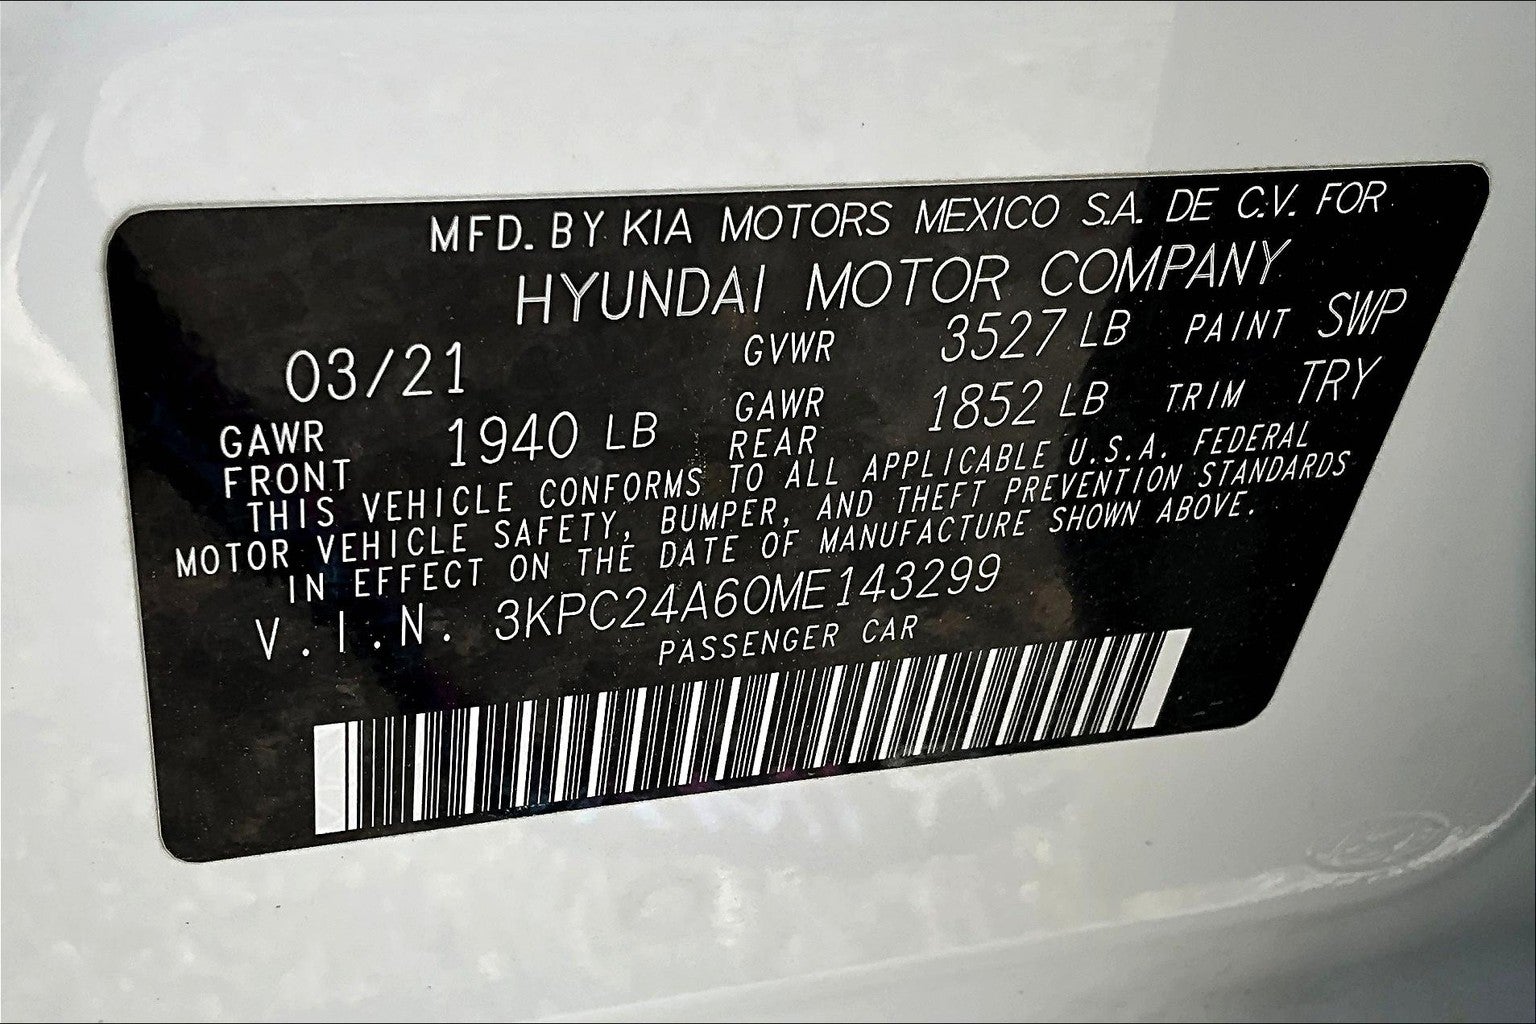 MFD. BY KIA MOTORS MEXICO S.A. DE C.V. FOR
HYUNDAI MOTOR COMPANY
03/21 GVWR 3527 LB PAINT SWP
GAWR FRONT 1940 LB GAWR REAR 1852 LB TRIM TRY
THIS VEHICLE CONFORMS TO ALL APPLICABLE U.S.A. FEDERAL
MOTOR VEHICLE SAFETY, BUMPER, AND THEFT PREVENTION STANDARDS
IN EFFECT ON THE DATE OF MANUFACTURE SHOWN ABOVE.
V.I.N. 3KPC24A60ME143299
PASSENGER CAR